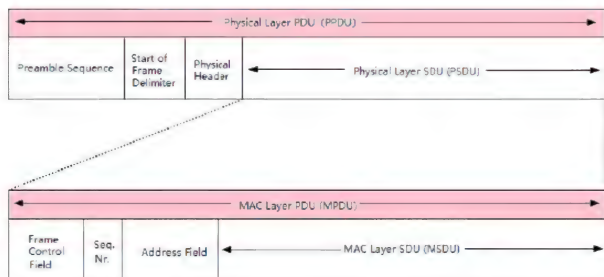 Physical Layer PDU (PPDU)
Preamble Sequence
Start of
Frame
Delimiter
Physical
Header
Physical Layer SDU (PSDU)
MAC Layer PDU (MPDU)
Frame
Control
Field
Seq.
Nr.
Address Field
MAC Layer SDU (MSDU)